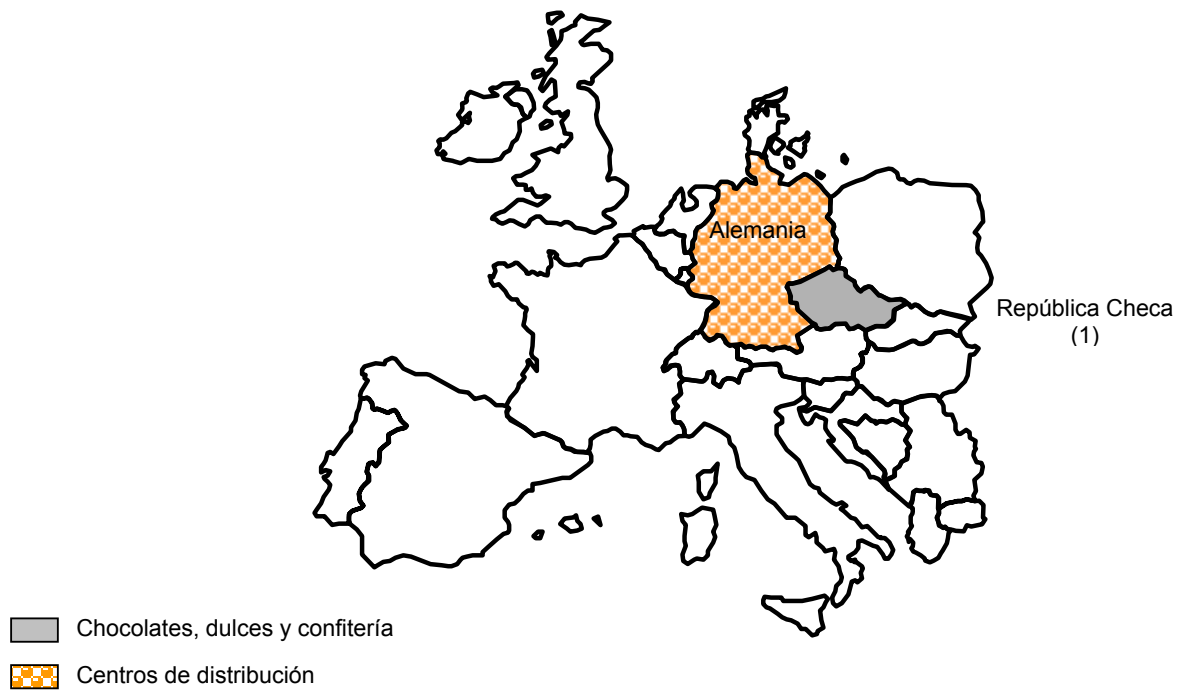 Alemania
República Checa
(1)
Chocolates, dulces y confitería
Centros de distribución